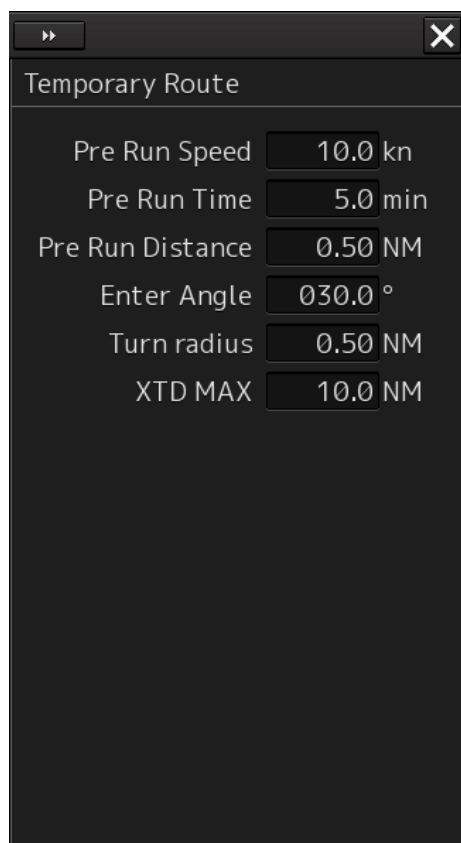 Temporary Route
Pre Run Speed 10.0 kn
Pre Run Time 5.0 min
Pre Run Distance 0.50 NM
Enter Angle 030.0 °
Turn radius 0.50 NM
XTD MAX 10.0 NM